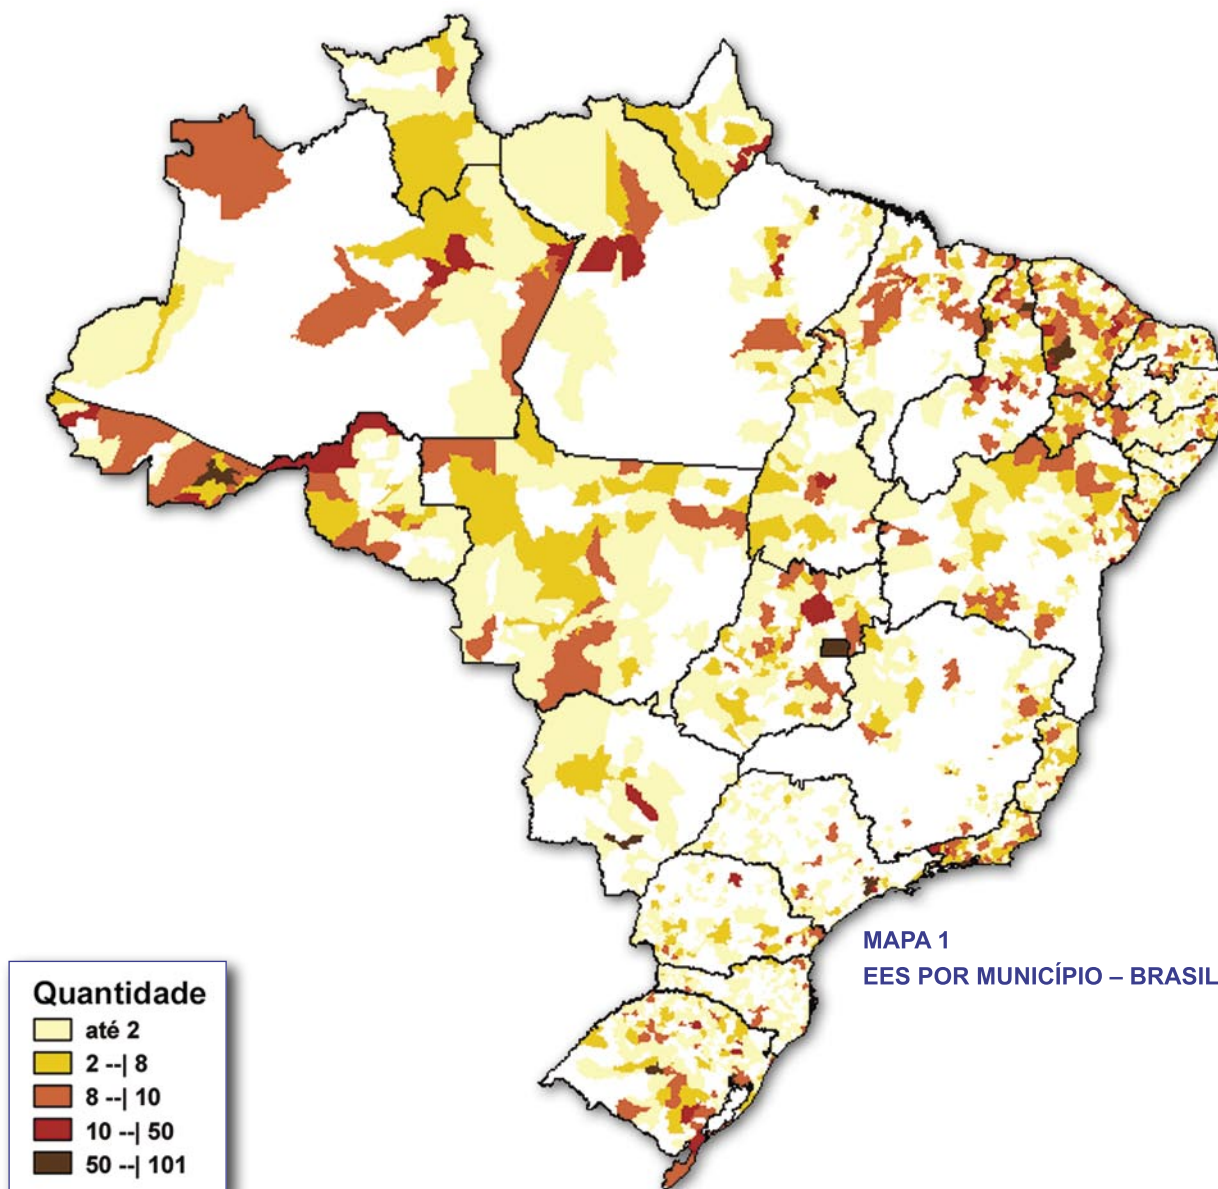 MAPA 1
EES POR MUNICÍPIO – BRASIL
Quantidade
até 2
2 --| 8
8 --| 10
10 --| 50
50 --| 101